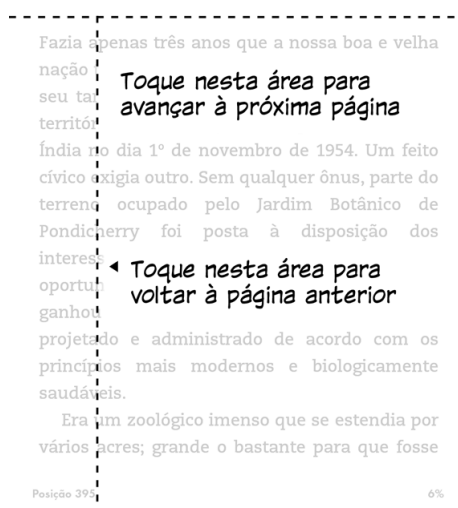 Fazia apenas três anos que a nossa boa e velha
nação
Toque nesta área para
seu
avançar à próxima página
Índia no dia 1º de novembro de 1954. Um feito
cívico exigia outro. Sem qualquer ônus, parte do
terreno ocupado pelo Jardim Botânico de
Pondicherry foi posta à disposição dos
Toque nesta área para
voltar à página anterior
ganhou
projetado e administrado de acordo com os
princípios mais modernos e biologicamente
saudáveis.
Era um zoológico imenso que se estendia por
vários acres; grande o bastante para que fosse
Posição 395
6%